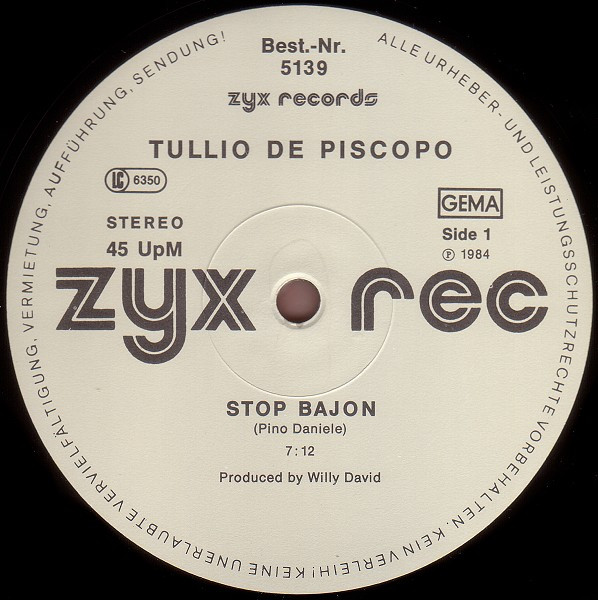 Best.-Nr.
5139
zyx records
TULLIO DE PISCOPO
LC 6350
GEMA
STEREO
45 UpM
Side 1
℗ 1984
zyx rec
STOP BAJON
(Pino Daniele)
7:12
Produced by Willy David
ALLE URHEBER- UND LEISTUNGSSCHUTZRECHTE VORBEHALTEN. KEIN VERLEIH! KEINE UNERLAUBTE VERVIELFÄLTIGUNG, VERMIETUNG, AUFFÜHRUNG, SENDUNG!